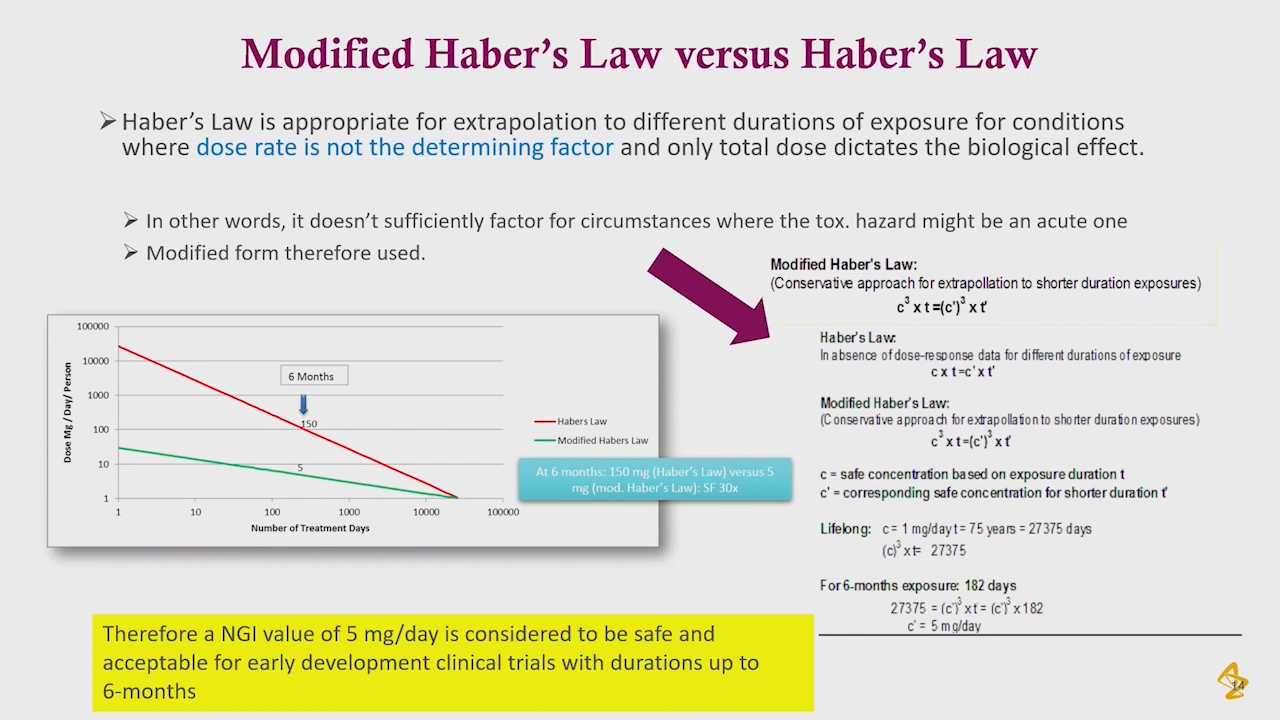 Modified Haber’s Law versus Haber’s Law
➢ Haber’s Law is appropriate for extrapolation to different durations of exposure for conditions
where dose rate is not the determining factor and only total dose dictates the biological effect.
➢ In other words, it doesn’t sufficiently factor for circumstances where the tox. hazard might be an acute one
➢ Modified form therefore used.
Modified Haber's Law:
(Conservative approach for extrapollation to shorter duration exposures)
c³ x t =(c')³ x t'
Haber's Law:
In absence of dose-response data for different durations of exposure
c x t=c' x t'
Modified Haber's Law:
(Conservative approach for extrapollation to shorter duration exposures)
c³ x t=(c')³ x t'
c = safe concentration based on exposure duration t
c' = corresponding safe concentration for shorter duration t'
Lifelong: c = 1 mg/day t = 75 years = 27375 days
(c)³ x t= 27375
For 6-months exposure: 182 days
27375 = (c')³ x t = (c')³ x 182
c' = 5 mg/day
Dose Mg / Day/ Person
100000
10000
1000
100
10
1
6 Months
150
5
1 10 100 1000 10000 100000
Number of Treatment Days
Habers Law
Modified Habers Law
At 6 months: 150 mg (Haber’s Law) versus 5
mg (mod. Haber’s Law): SF 30x
Therefore a NGI value of 5 mg/day is considered to be safe and
acceptable for early development clinical trials with durations up to
6-months
14